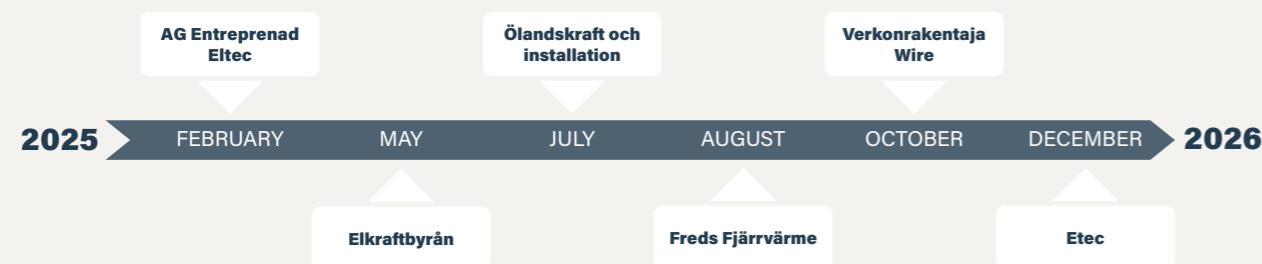 AG Entreprenad
Eltec
Ölandskraft och
installation
Verkonrakentaja
Wire
2025
FEBRUARY
MAY
JULY
AUGUST
OCTOBER
DECEMBER
2026
Elkraftbyrån
Freds Fjärrvärme
Etec